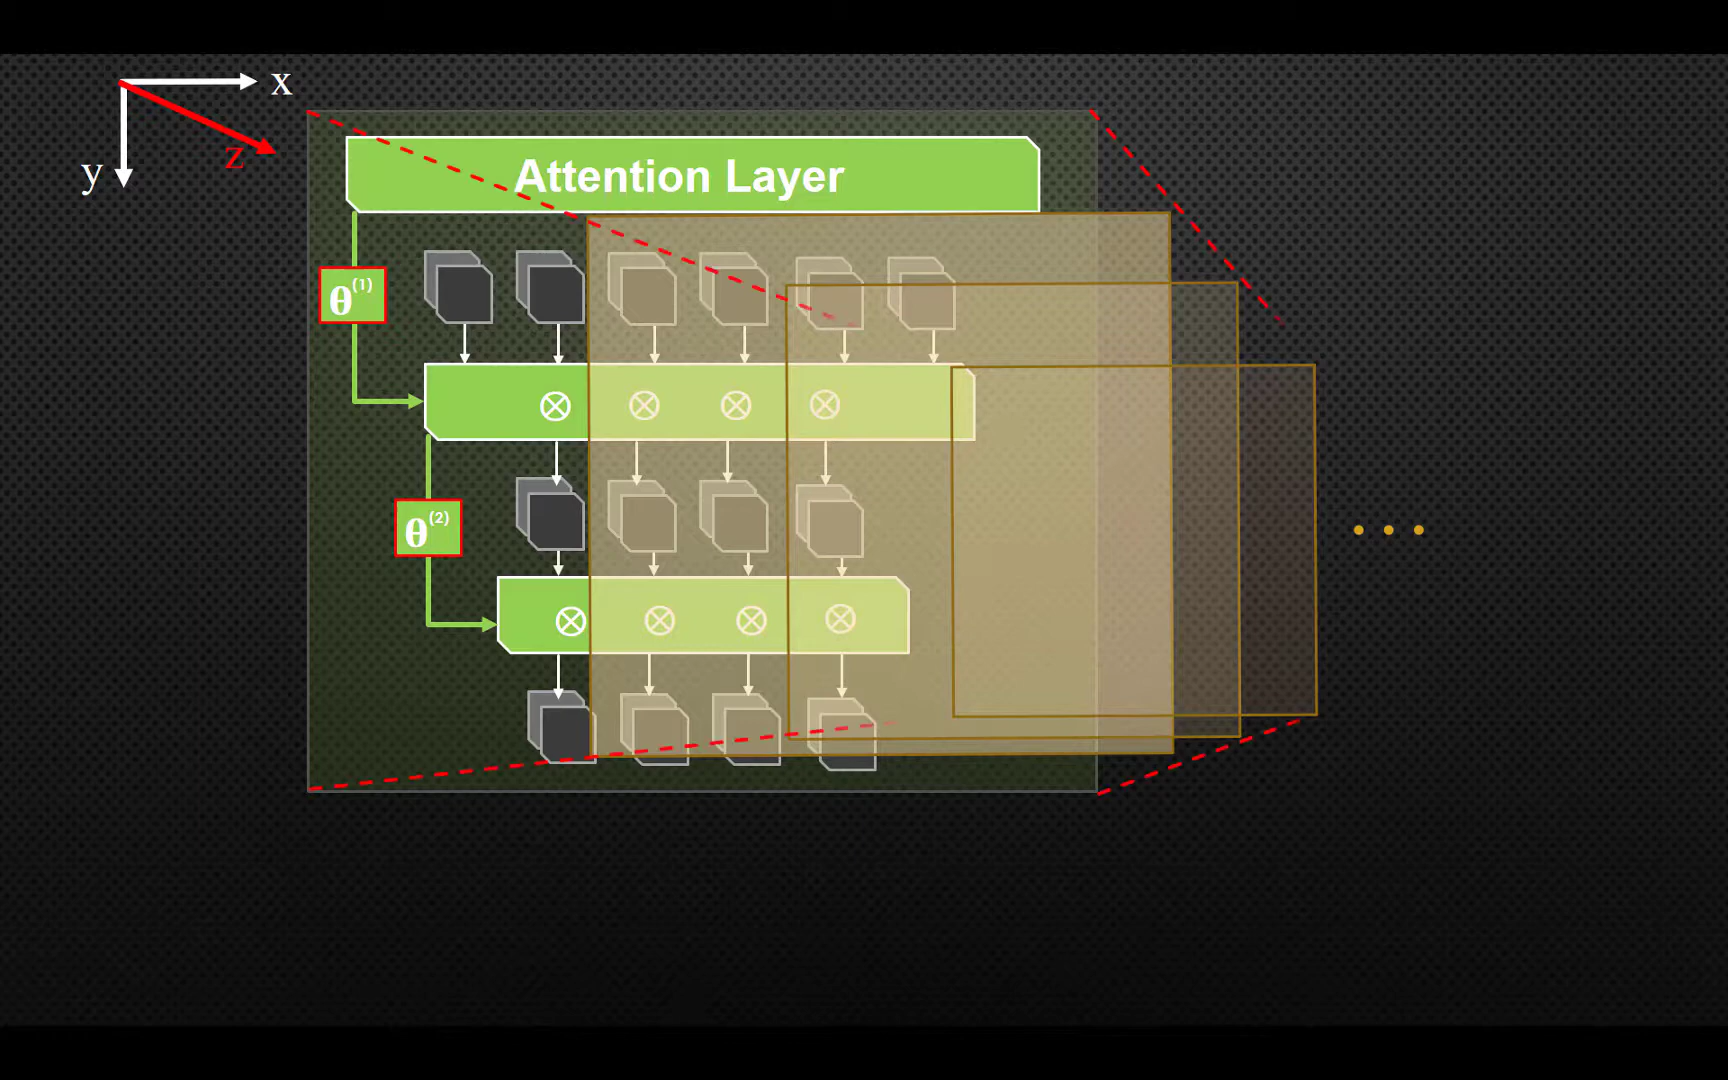 x
y
z
Attention Layer
θ⁽¹⁾
θ⁽²⁾